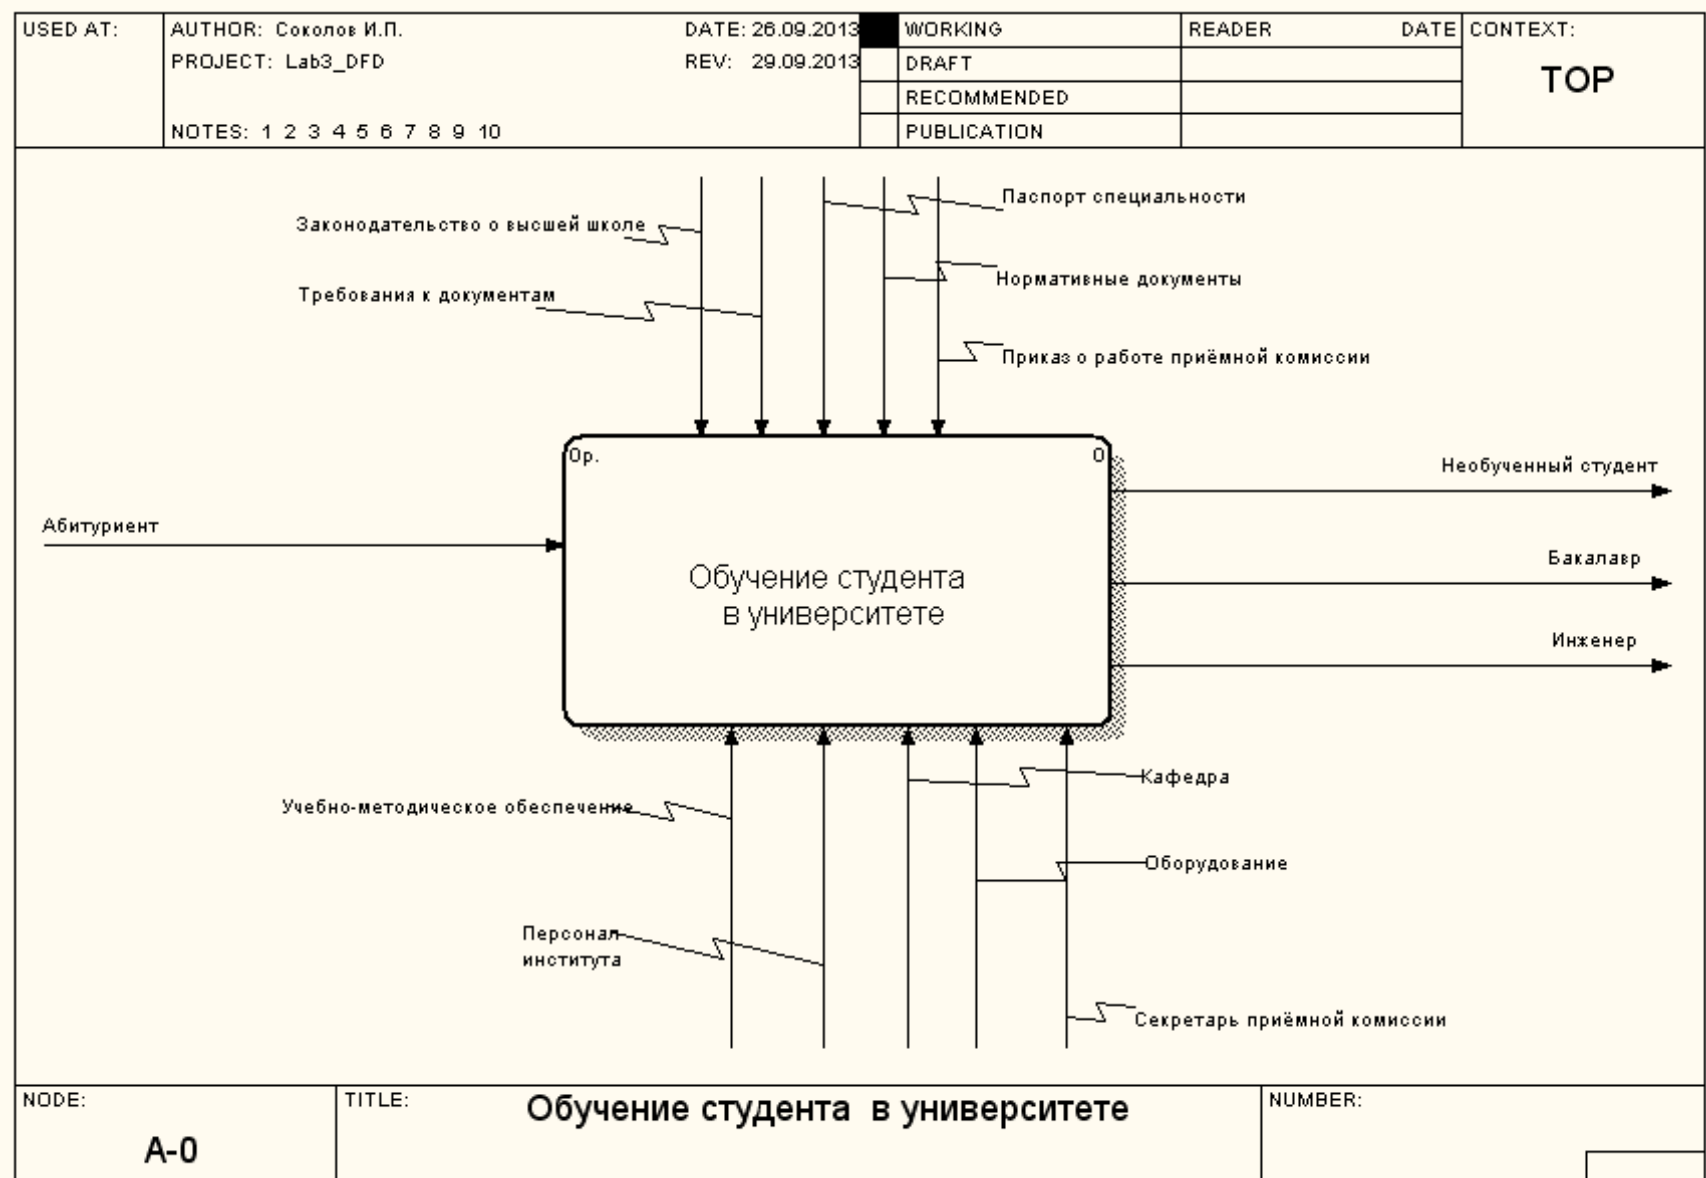 USED AT:
AUTHOR: Соколов И.П.
DATE: 26.09.2013
WORKING
READER
DATE
CONTEXT:
PROJECT: Lab3_DFD
REV: 29.09.2013
DRAFT
TOP
RECOMMENDED
NOTES: 1 2 3 4 5 6 7 8 9 10
PUBLICATION
Паспорт специальности
Законодательство о высшей школе
Нормативные документы
Требования к документам
Приказ о работе приёмной комиссии
0р.
0
Необученный студент
Абитуриент
Бакалавр
Обучение студента
в университете
Инженер
Кафедра
Учебно-методическое обеспечение
Оборудование
Персонал
института
Секретарь приёмной комиссии
NODE:
TITLE:
Обучение студента в университете
NUMBER:
A-0